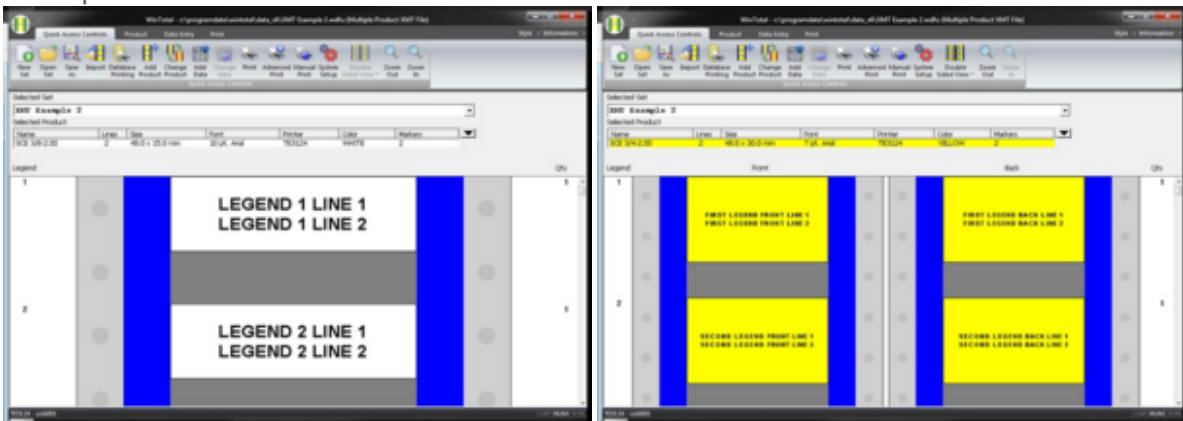 WinTotal - c:\programdata\wintotal\data_v6\XMT Example 2.wdfu (Multiple Product XMT File)
Quick Access Controls Product Data Entry Print Style Information
New Set Open Set Save As Import Database Printing Add Product Change Product Add Data Change Data Print Advanced Print Manual Print System Setup Double Sided View Zoom Out Zoom In
Quick Access Controls
Selected Set
XMT Example 2
Selected Product
Name Lines Size Font Printer Color Markers
SCE 3/8-2.00 2 48.0 x 15.0 mm 10 pt. Arial TE3124 WHITE 2
Legend Qty
1 1
LEGEND 1 LINE 1
LEGEND 1 LINE 2
2 1
LEGEND 2 LINE 1
LEGEND 2 LINE 2
NUM
WinTotal - c:\programdata\wintotal\data_v6\XMT Example 2.wdfu (Multiple Product XMT File)
Quick Access Controls Product Data Entry Print Style Information
New Set Open Set Save As Import Database Printing Add Product Change Product Add Data Change Data Print Advanced Print Manual Print System Setup Double Sided View Zoom Out Zoom In
Quick Access Controls
Selected Set
XMT Example 2
Selected Product
Name Lines Size Font Printer Color Markers
SCE 3/4-2.00 2 48.0 x 30.0 mm 7 pt. Arial TE3124 YELLOW 2
Legend Front Back Qty
1 1
FIRST LEGEND FRONT LINE 1
FIRST LEGEND FRONT LINE 2
FIRST LEGEND BACK LINE 1
FIRST LEGEND BACK LINE 2
2 1
SECOND LEGEND FRONT LINE 1
SECOND LEGEND FRONT LINE 2
SECOND LEGEND BACK LINE 1
SECOND LEGEND BACK LINE 2
NUM